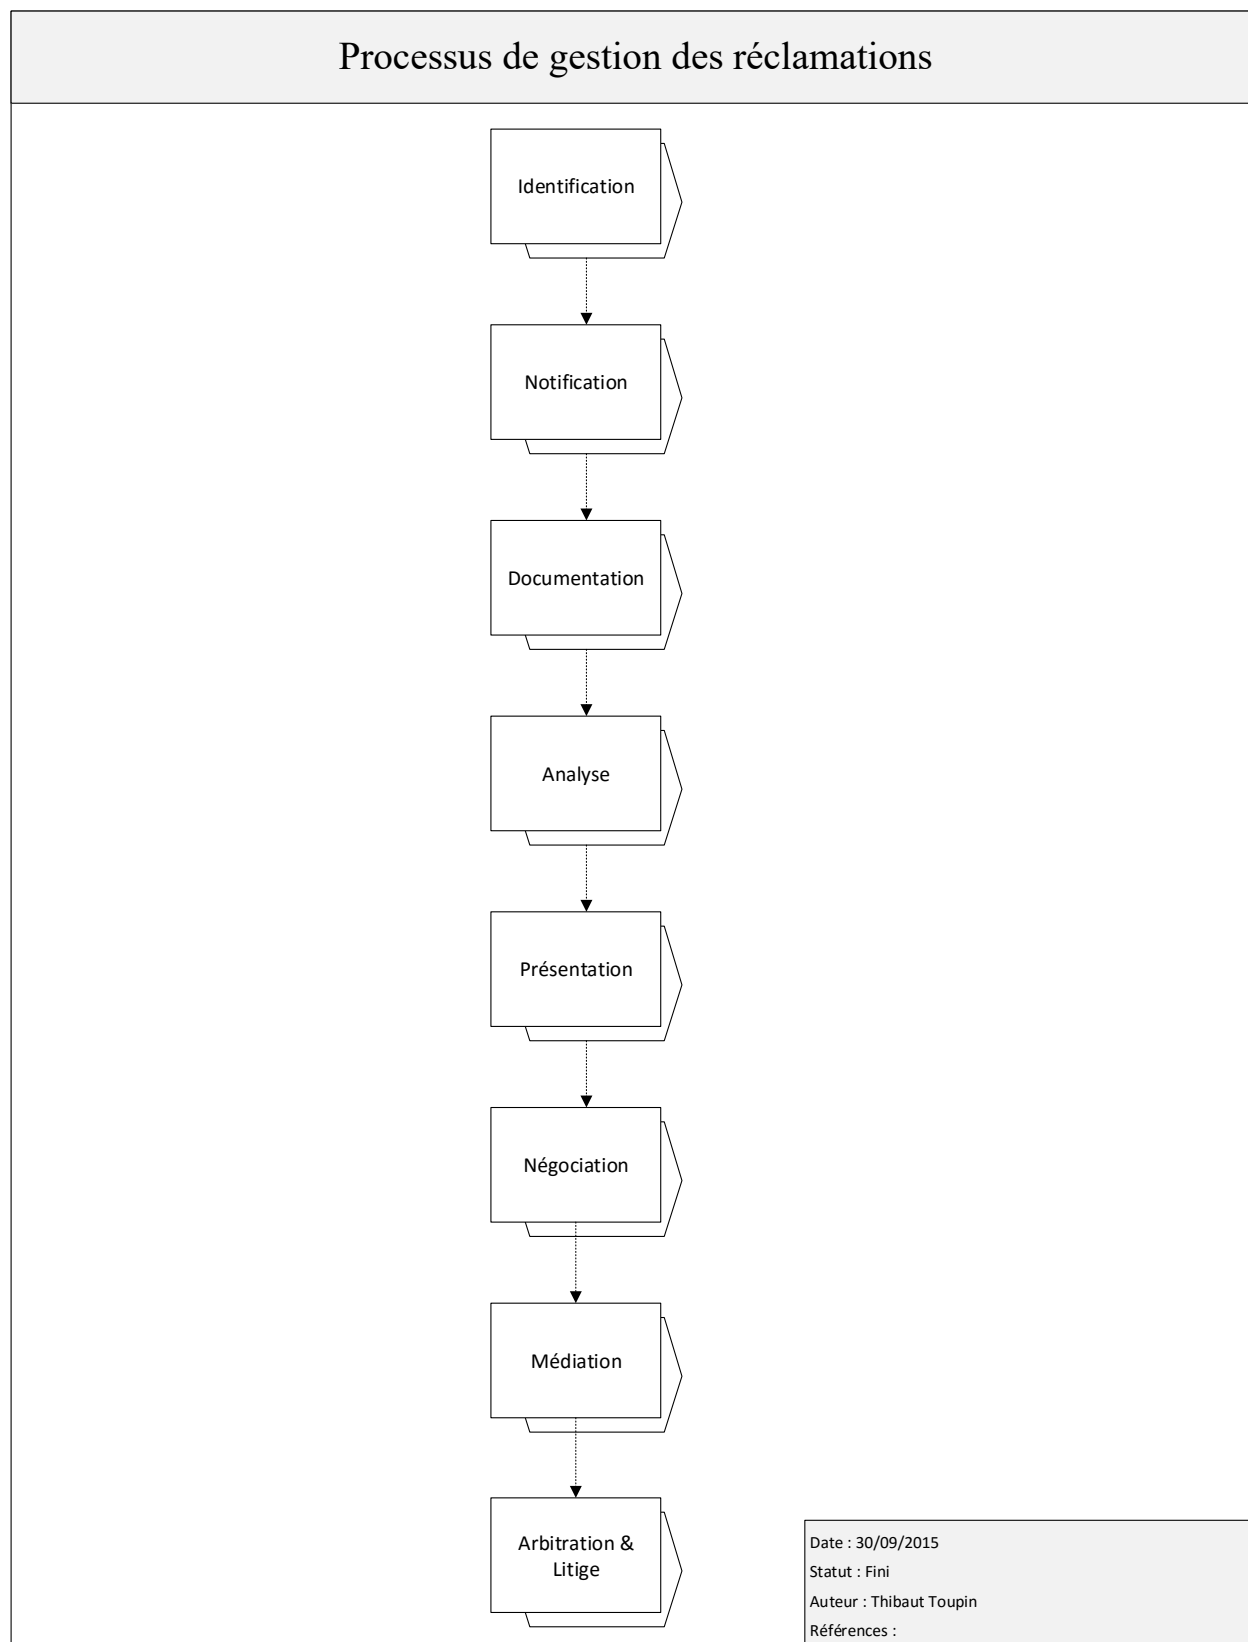 Processus de gestion des réclamations
Identification
Notification
Documentation
Analyse
Présentation
Négociation
Médiation
Arbitration &
Litige
Date : 30/09/2015
Statut : Fini
Auteur : Thibaut Toupin
Références :